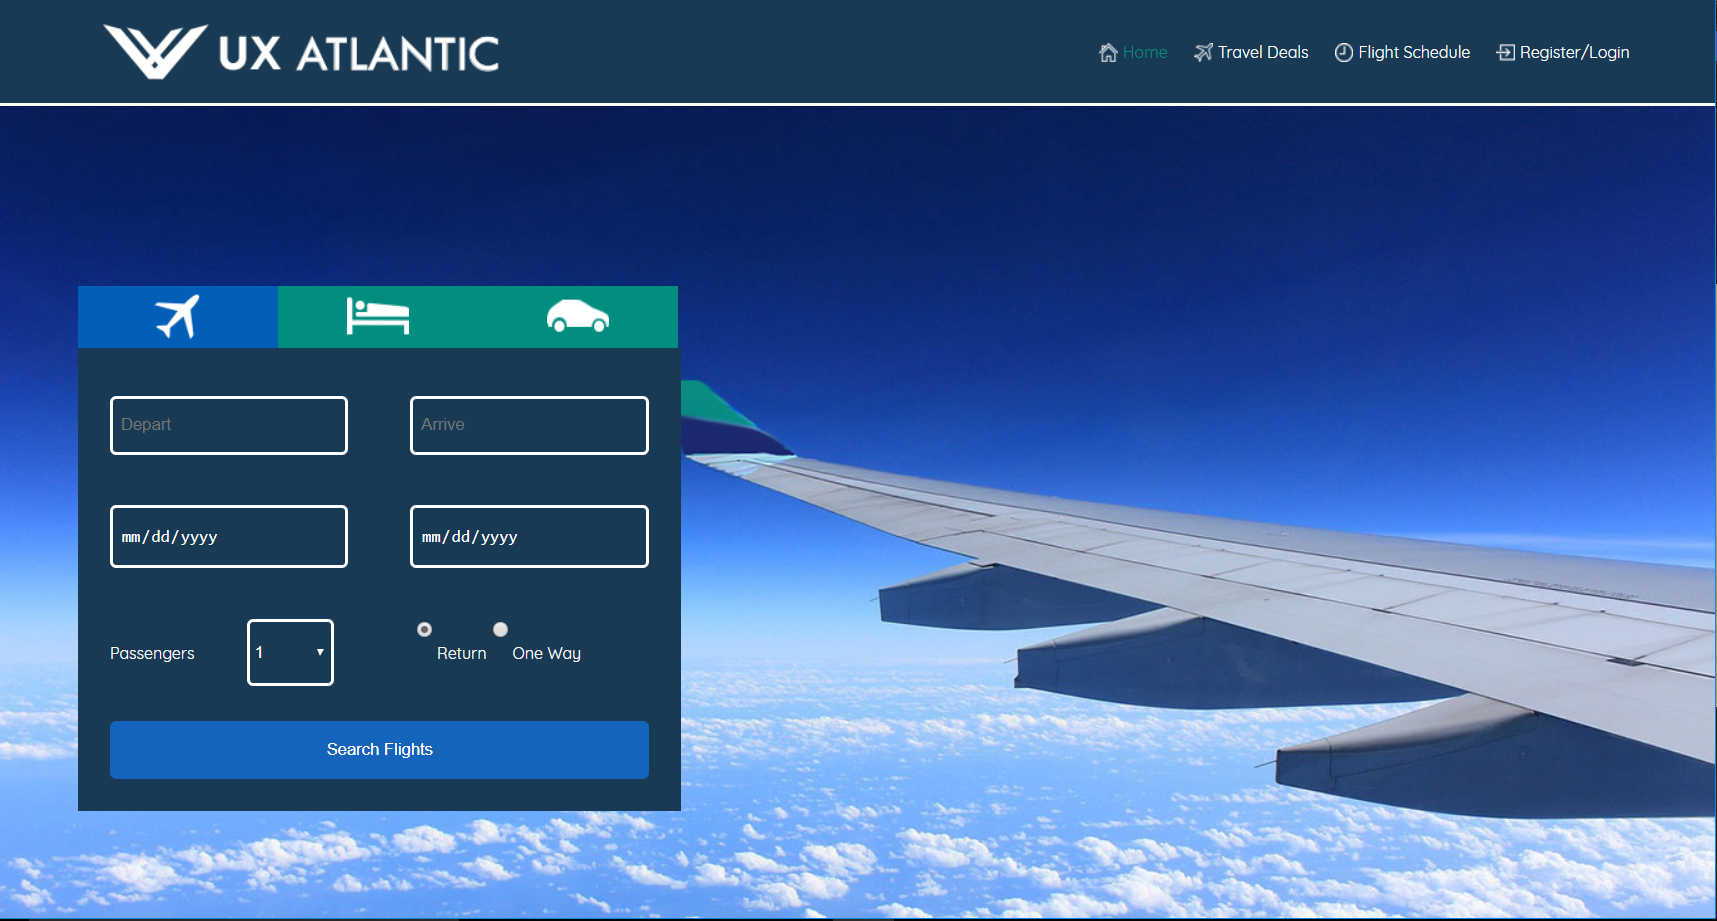 UX ATLANTIC
Home
Travel Deals
Flight Schedule
Register/Login
Depart
Arrive
mm/dd/yyyy
mm/dd/yyyy
Passengers
1
Return
One Way
Search Flights